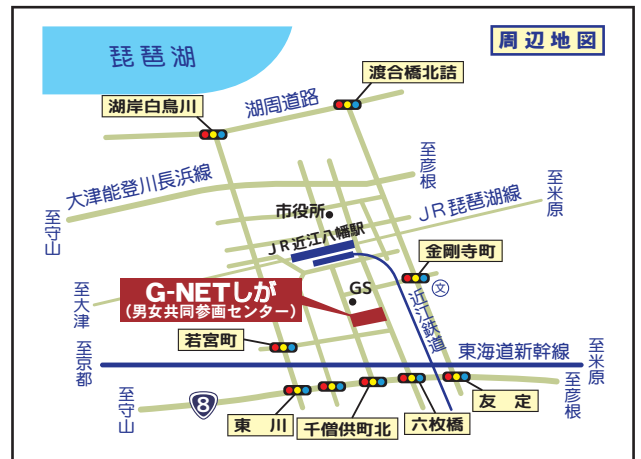 周辺地図
琵琶湖
渡合橋北詰
湖岸白鳥川
湖周道路
大津能登川長浜線
至彦根
至守山
市役所
JR琵琶湖線
至米原
JR近江八幡駅
金剛寺町
文
GS
近江鉄道
G-NETしが
(男女共同参画センター)
至大津
若宮町
至京都
東海道新幹線
至米原
至守山
8
至彦根
東川
千僧供町北
六枚橋
友定